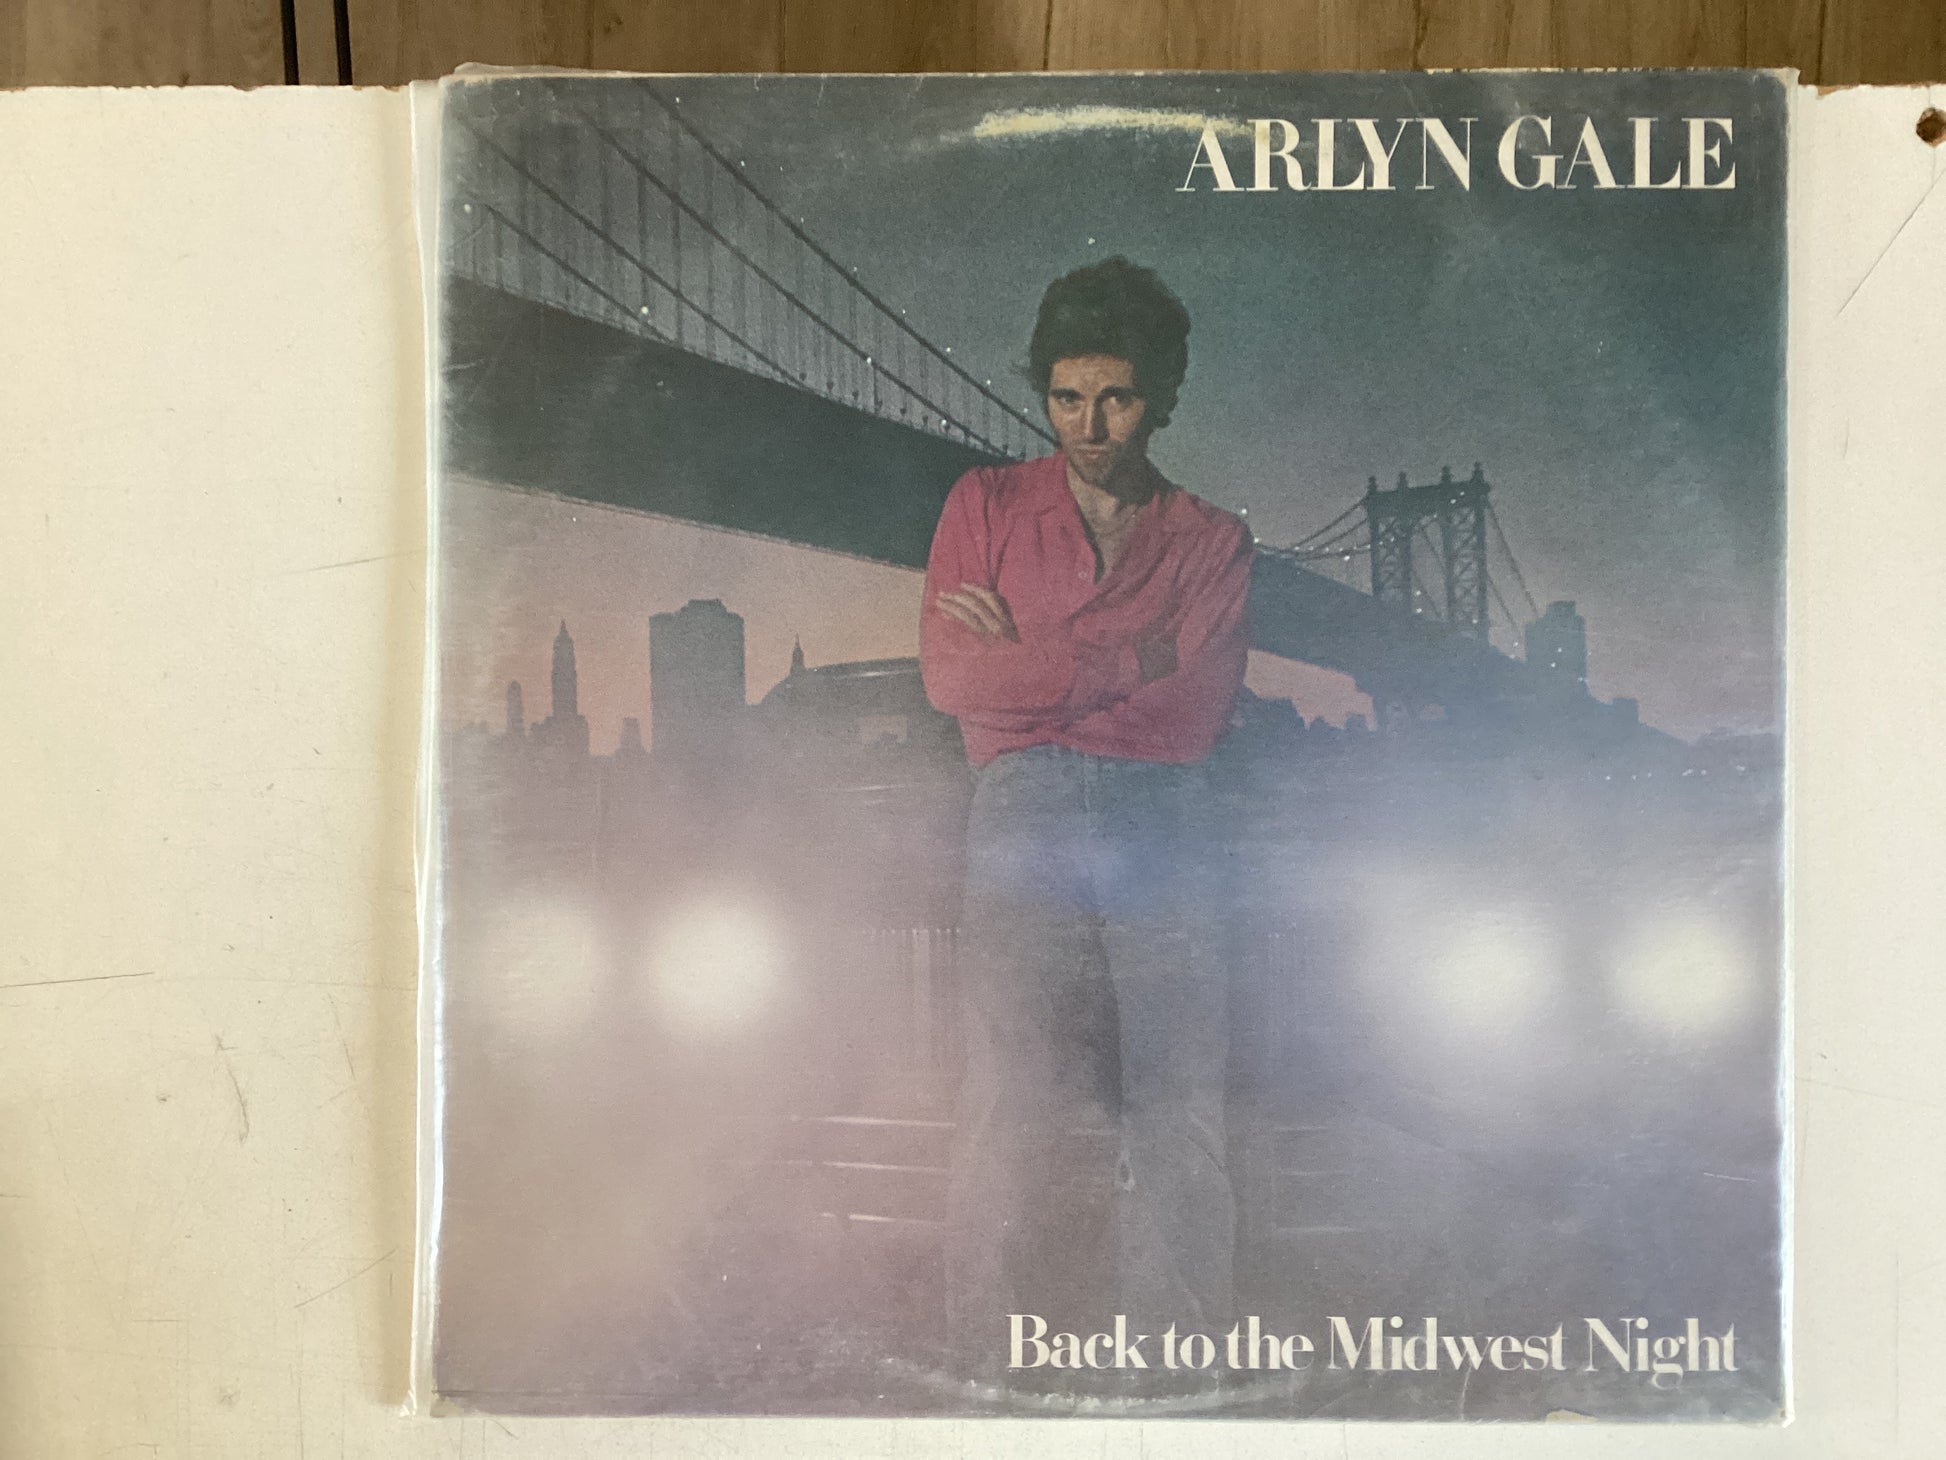 ARLYN GALE
Back to the Midwest Night